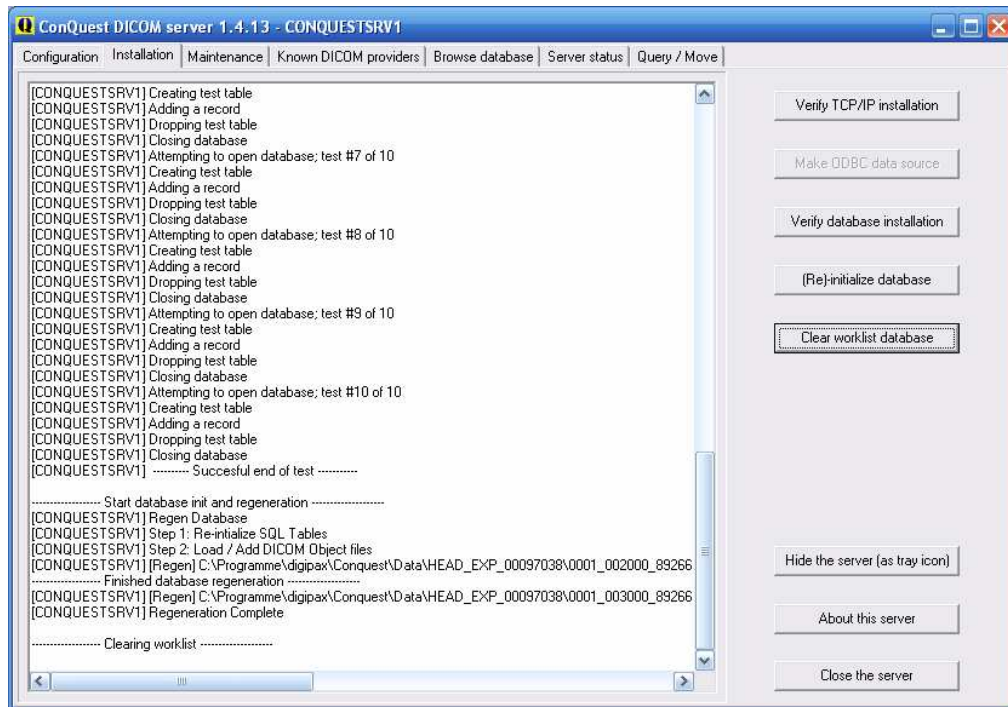 ConQuest DICOM server 1.4.13 - CONQUESTSRV1
Configuration Installation Maintenance Known DICOM providers Browse database Server status Query / Move
[CONQUESTSRV1] Creating test table
[CONQUESTSRV1] Adding a record
[CONQUESTSRV1] Dropping test table
[CONQUESTSRV1] Closing database
[CONQUESTSRV1] Attempting to open database; test #7 of 10
[CONQUESTSRV1] Creating test table
[CONQUESTSRV1] Adding a record
[CONQUESTSRV1] Dropping test table
[CONQUESTSRV1] Closing database
[CONQUESTSRV1] Attempting to open database; test #8 of 10
[CONQUESTSRV1] Creating test table
[CONQUESTSRV1] Adding a record
[CONQUESTSRV1] Dropping test table
[CONQUESTSRV1] Closing database
[CONQUESTSRV1] Attempting to open database; test #9 of 10
[CONQUESTSRV1] Creating test table
[CONQUESTSRV1] Adding a record
[CONQUESTSRV1] Dropping test table
[CONQUESTSRV1] Closing database
[CONQUESTSRV1] Attempting to open database; test #10 of 10
[CONQUESTSRV1] Creating test table
[CONQUESTSRV1] Adding a record
[CONQUESTSRV1] Dropping test table
[CONQUESTSRV1] Closing database
[CONQUESTSRV1] ---------- Succesful end of test -----------
------------------- Start database init and regeneration --------------------
[CONQUESTSRV1] Regen Database
[CONQUESTSRV1] Step 1: Re-intialize SQL Tables
[CONQUESTSRV1] Step 2: Load / Add DICOM Object files
[CONQUESTSRV1] [Regen] C:\Programme\digipax\Conquest\Data\HEAD_EXP_00097038\0001_002000_89266
------------------- Finished database regeneration --------------------
[CONQUESTSRV1] [Regen] C:\Programme\digipax\Conquest\Data\HEAD_EXP_00097038\0001_003000_89266
[CONQUESTSRV1] Regeneration Complete
------------------- Clearing worklist --------------------
Verify TCP/IP installation
Make ODBC data source
Verify database installation
(Re)-initialize database
Clear worklist database
Hide the server (as tray icon)
About this server
Close the server